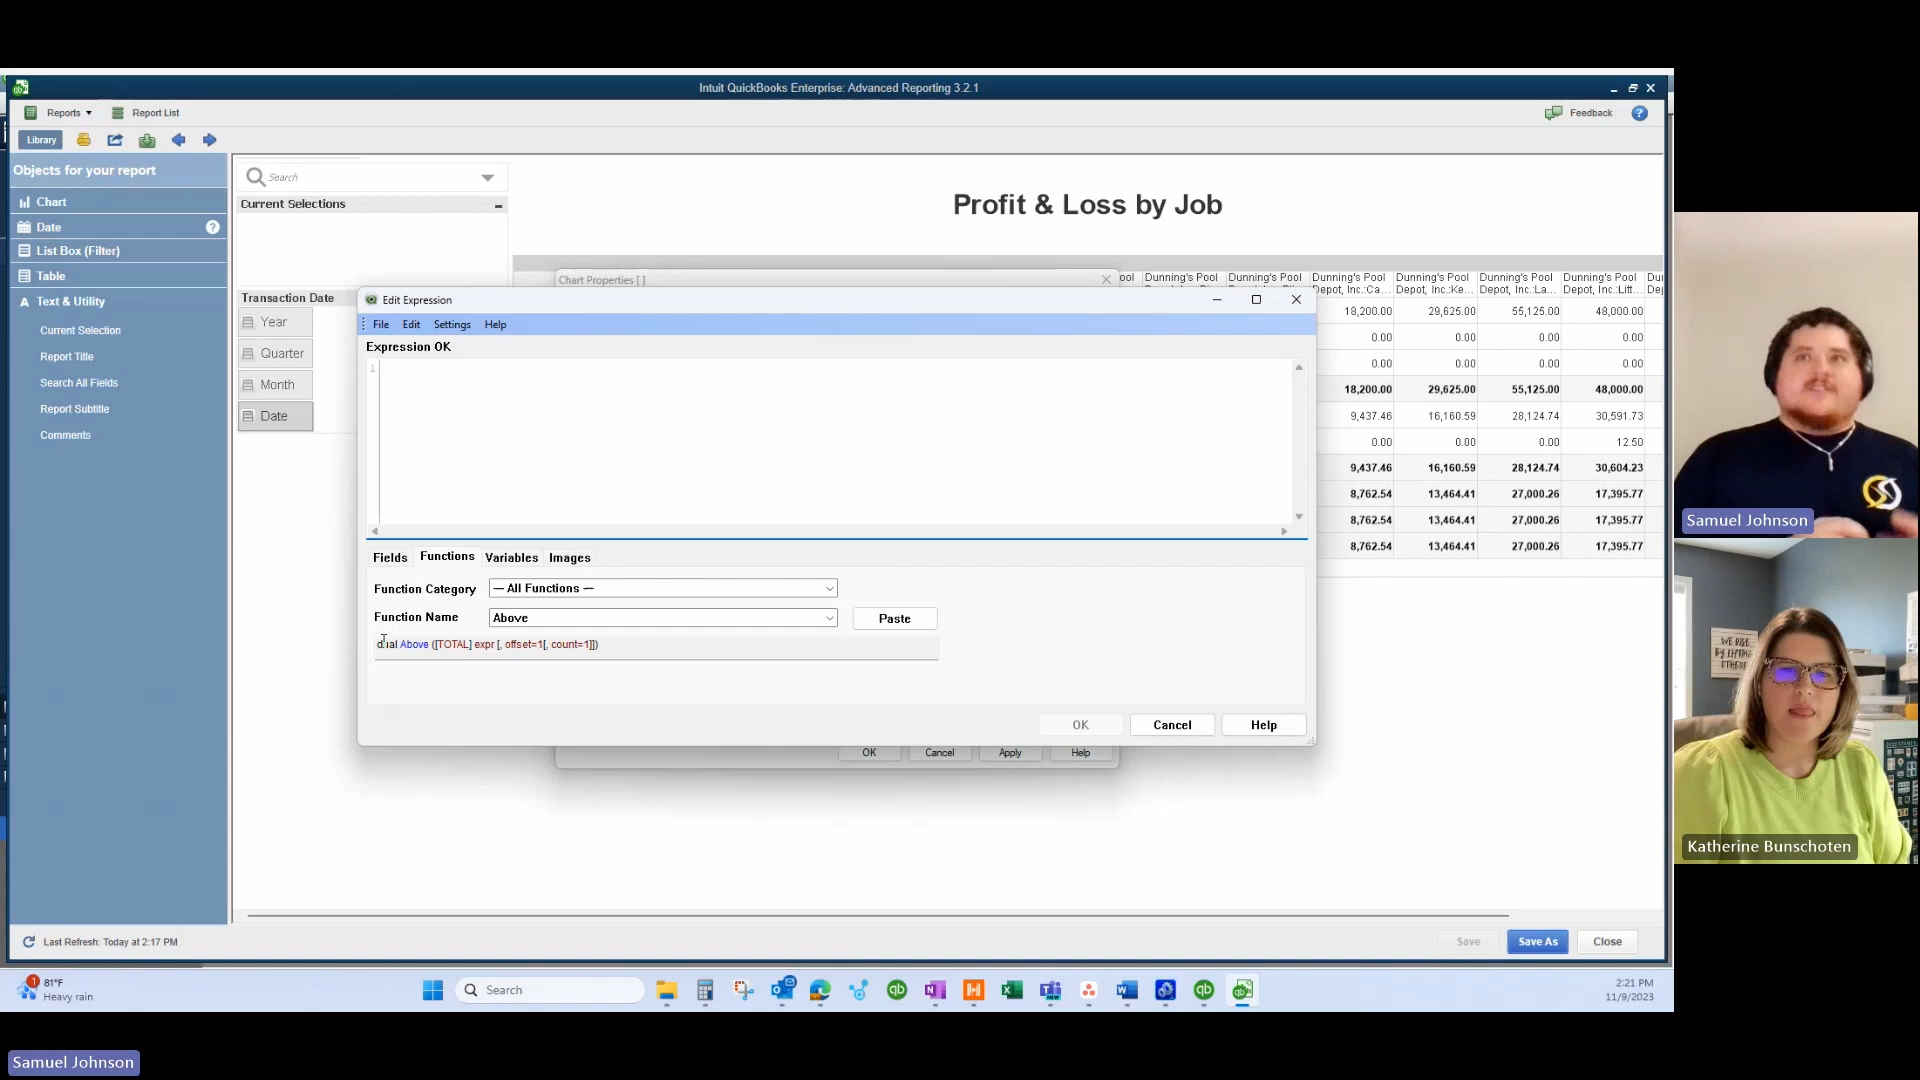 Intuit QuickBooks Enterprise: Advanced Reporting 3.2.1
Reports
Report List
Feedback
?
Library
Objects for your report
Chart
Date
?
List Box (Filter)
Table
A Text & Utility
Current Selection
Report Title
Search All Fields
Report Subtitle
Comments
Search
Current Selections
Transaction Date
Year
Quarter
Month
Date
Profit & Loss by Job
Chart Properties [ ]
ool Dunning's Pool Dunning's Pool Dunning's Pool Dunning's Pool Dunning's Pool Dunning's Pool Du
Depot, Inc.:Ca... Depot, Inc.:Ke... Depot, Inc.:La... Depot, Inc.:Litt...
18,200.00 29,625.00 55,125.00 48,000.00
0.00 0.00 0.00 0.00
0.00 0.00 0.00 0.00
18,200.00 29,625.00 55,125.00 48,000.00
9,437.46 16,160.59 28,124.74 30,591.73
0.00 0.00 0.00 12.50
9,437.46 16,160.59 28,124.74 30,604.23
8,762.54 13,464.41 27,000.26 17,395.77
8,762.54 13,464.41 27,000.26 17,395.77
8,762.54 13,464.41 27,000.26 17,395.77
Edit Expression
File Edit Settings Help
Expression OK
1
Fields Functions Variables Images
Function Category — All Functions —
Function Name Above Paste
dual Above ([TOTAL] expr [, offset=1[, count=1]])
OK Cancel Help
OK Cancel Apply Help
Last Refresh: Today at 2:17 PM
Save Save As Close
1
81°F
Heavy rain
Search
2:21 PM
11/9/2023
Samuel Johnson
WE RISE
BY LIFTING
OTHERS
Katherine Bunschoten
Samuel Johnson